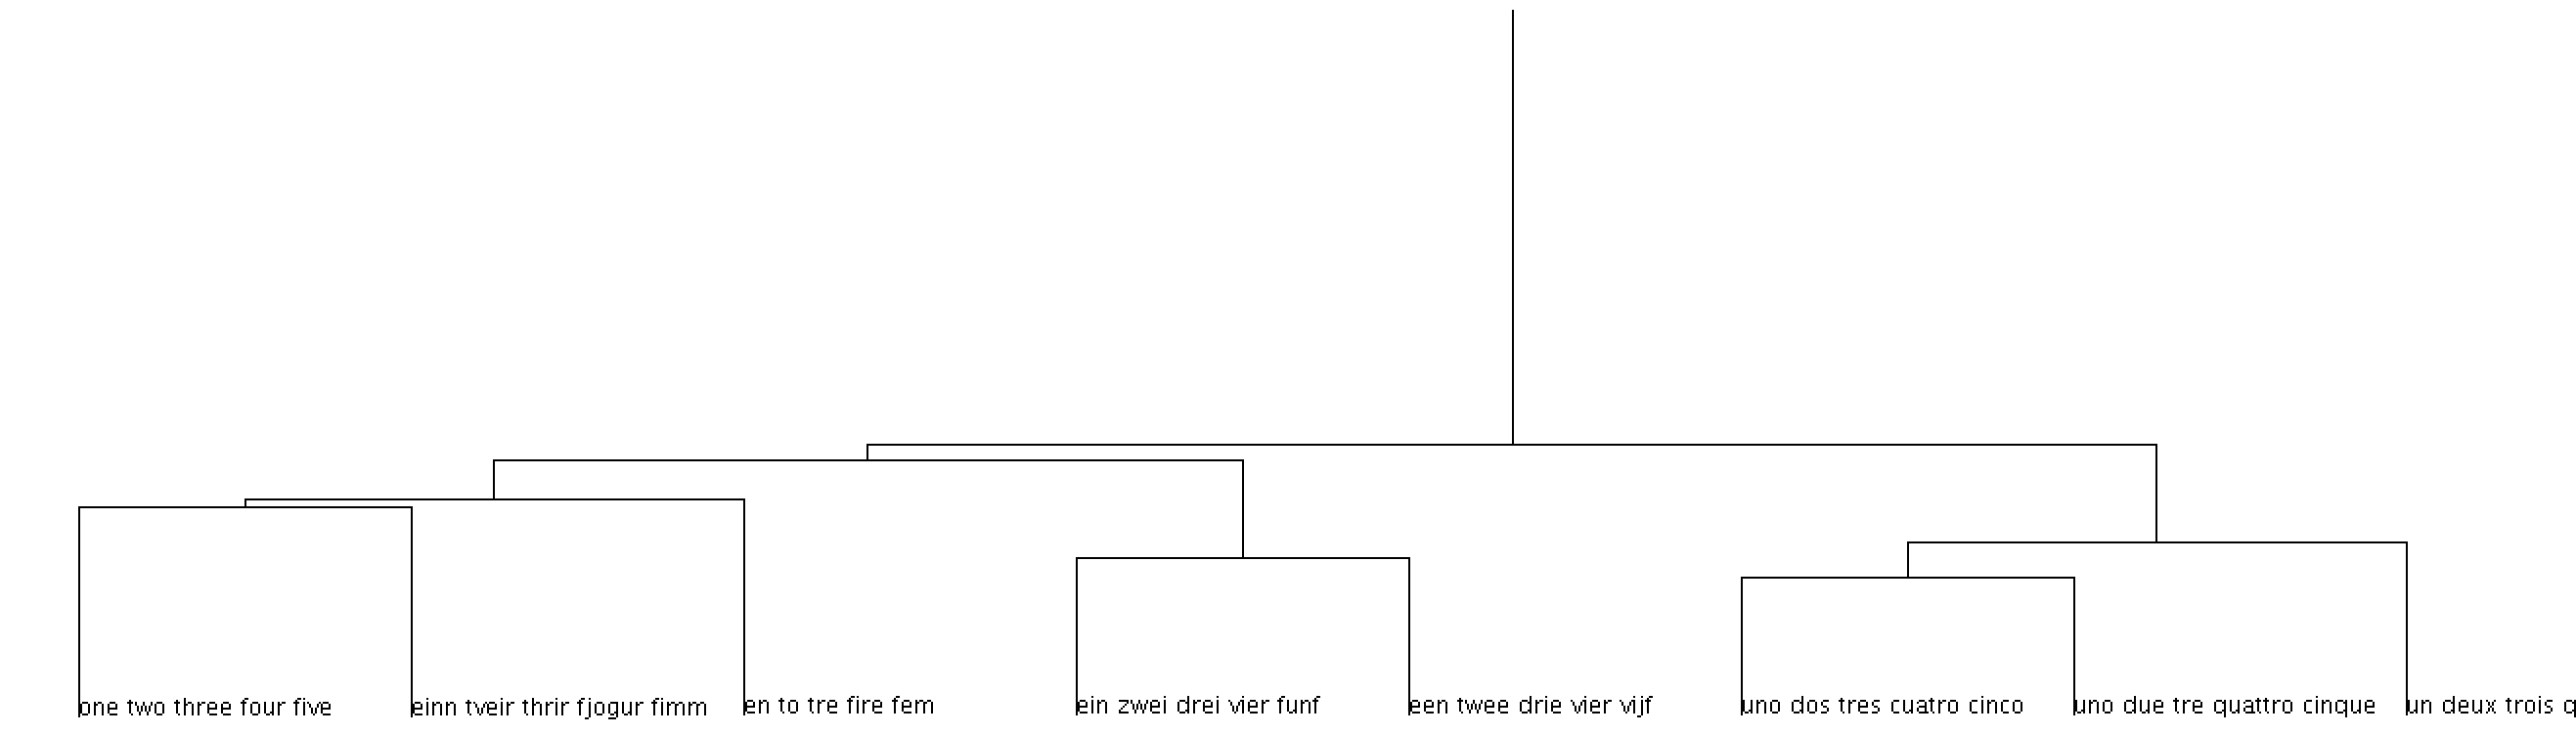 one two three four five
einn tveir thrir fjogur fimm
en to tre fire fem
ein zwei drei vier funf
een twee drie vier vijf
uno dos tres cuatro cinco
uno due tre quattro cinque
un deux trois